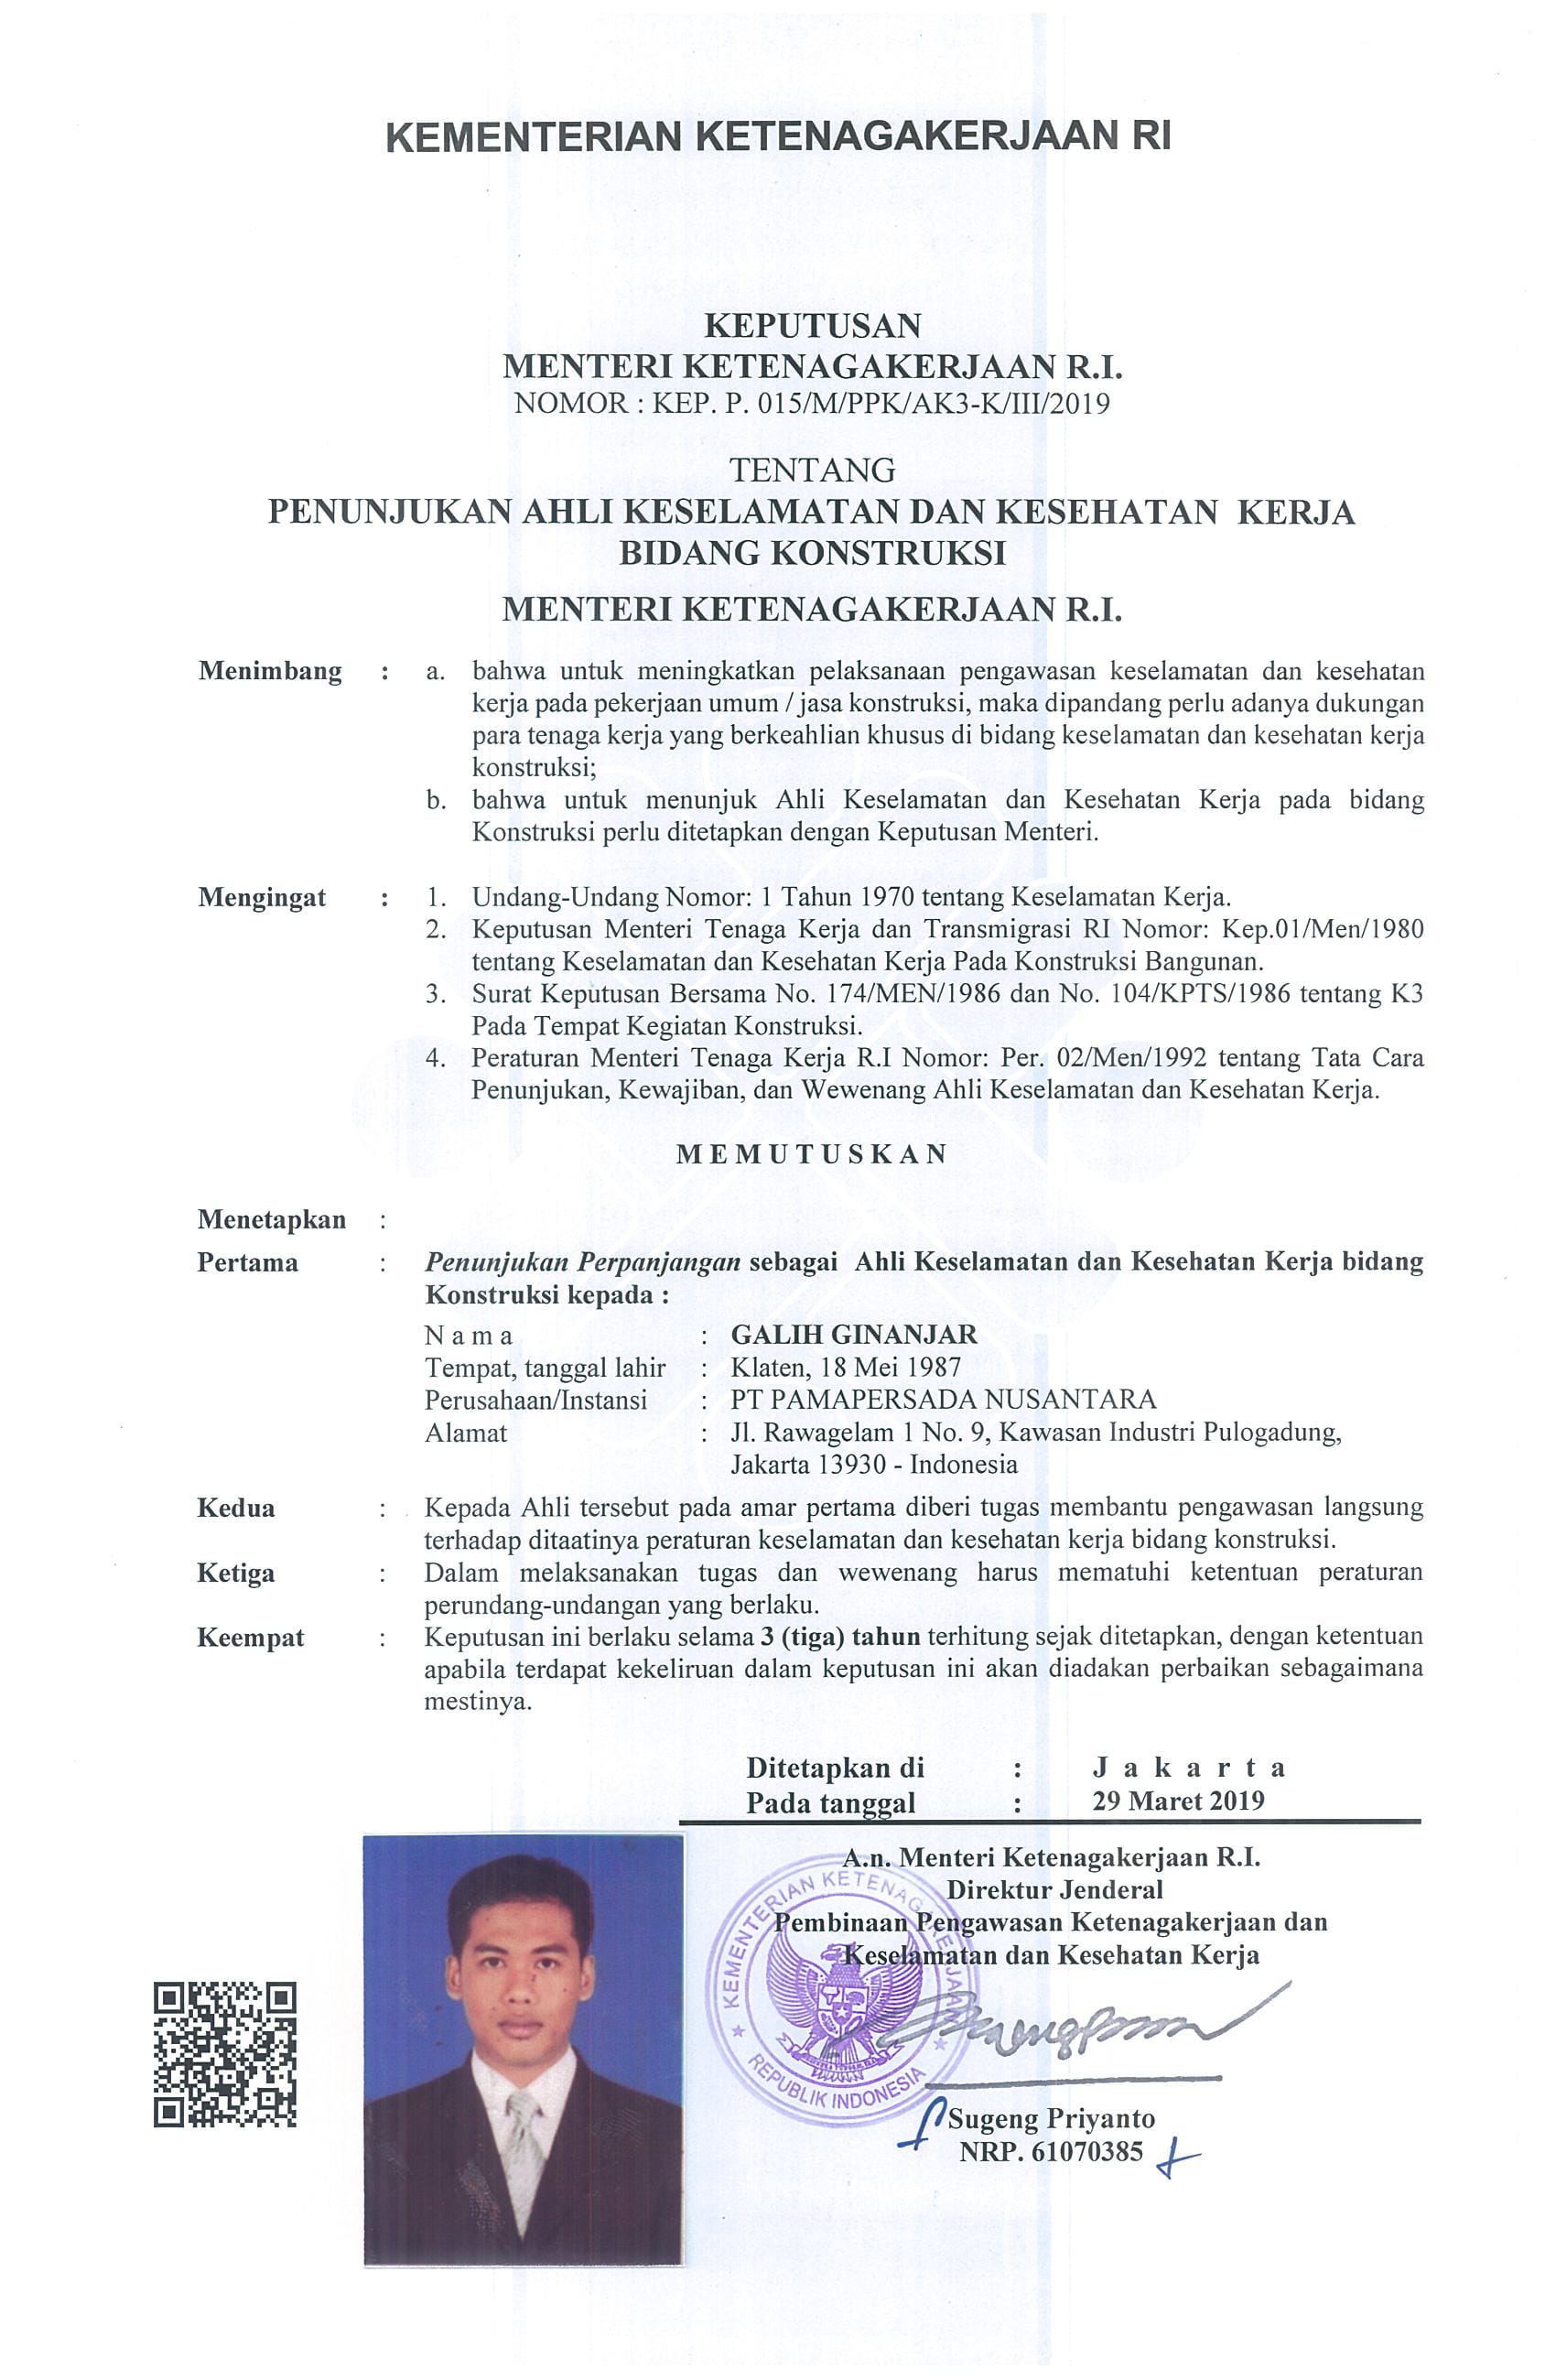 KEMENTERIAN KETENAGAKERJAAN RI
KEPUTUSAN
MENTERI KETENAGAKERJAAN R.I.
NOMOR : KEP. P. 015/M/PPK/AK3-K/III/2019
TENTANG
PENUNJUKAN AHLI KESELAMATAN DAN KESEHATAN KERJA
BIDANG KONSTRUKSI
MENTERI KETENAGAKERJAAN R.I.
Menimbang : a. bahwa untuk meningkatkan pelaksanaan pengawasan keselamatan dan kesehatan
kerja pada pekerjaan umum / jasa konstruksi, maka dipandang perlu adanya dukungan
para tenaga kerja yang berkeahlian khusus di bidang keselamatan dan kesehatan kerja
konstruksi;
b. bahwa untuk menunjuk Ahli Keselamatan dan Kesehatan Kerja pada bidang
Konstruksi perlu ditetapkan dengan Keputusan Menteri.
Mengingat : 1. Undang-Undang Nomor: 1 Tahun 1970 tentang Keselamatan Kerja.
2. Keputusan Menteri Tenaga Kerja dan Transmigrasi RI Nomor: Kep.01/Men/1980
tentang Keselamatan dan Kesehatan Kerja Pada Konstruksi Bangunan.
3. Surat Keputusan Bersama No. 174/MEN/1986 dan No. 104/KPTS/1986 tentang K3
Pada Tempat Kegiatan Konstruksi.
4. Peraturan Menteri Tenaga Kerja R.I Nomor: Per. 02/Men/1992 tentang Tata Cara
Penunjukan, Kewajiban, dan Wewenang Ahli Keselamatan dan Kesehatan Kerja.
M E M U T U S K A N
Menetapkan :
Pertama : Penunjukan Perpanjangan sebagai Ahli Keselamatan dan Kesehatan Kerja bidang
Konstruksi kepada :
N a m a : GALIH GINANJAR
Tempat, tanggal lahir : Klaten, 18 Mei 1987
Perusahaan/Instansi : PT PAMAPERSADA NUSANTARA
Alamat : Jl. Rawagelam 1 No. 9, Kawasan Industri Pulogadung,
Jakarta 13930 - Indonesia
Kedua : Kepada Ahli tersebut pada amar pertama diberi tugas membantu pengawasan langsung
terhadap ditaatinya peraturan keselamatan dan kesehatan kerja bidang konstruksi.
Ketiga : Dalam melaksanakan tugas dan wewenang harus mematuhi ketentuan peraturan
perundang-undangan yang berlaku.
Keempat : Keputusan ini berlaku selama 3 (tiga) tahun terhitung sejak ditetapkan, dengan ketentuan
apabila terdapat kekeliruan dalam keputusan ini akan diadakan perbaikan sebagaimana
mestinya.
Ditetapkan di : J a k a r t a
Pada tanggal : 29 Maret 2019
A.n. Menteri Ketenagakerjaan R.I.
Direktur Jenderal
Pembinaan Pengawasan Ketenagakerjaan dan
Keselamatan dan Kesehatan Kerja
KEMENTERIAN KETENAGAKERJAAN
REPUBLIK INDONESIA
Sugeng Priyanto
NRP. 61070385